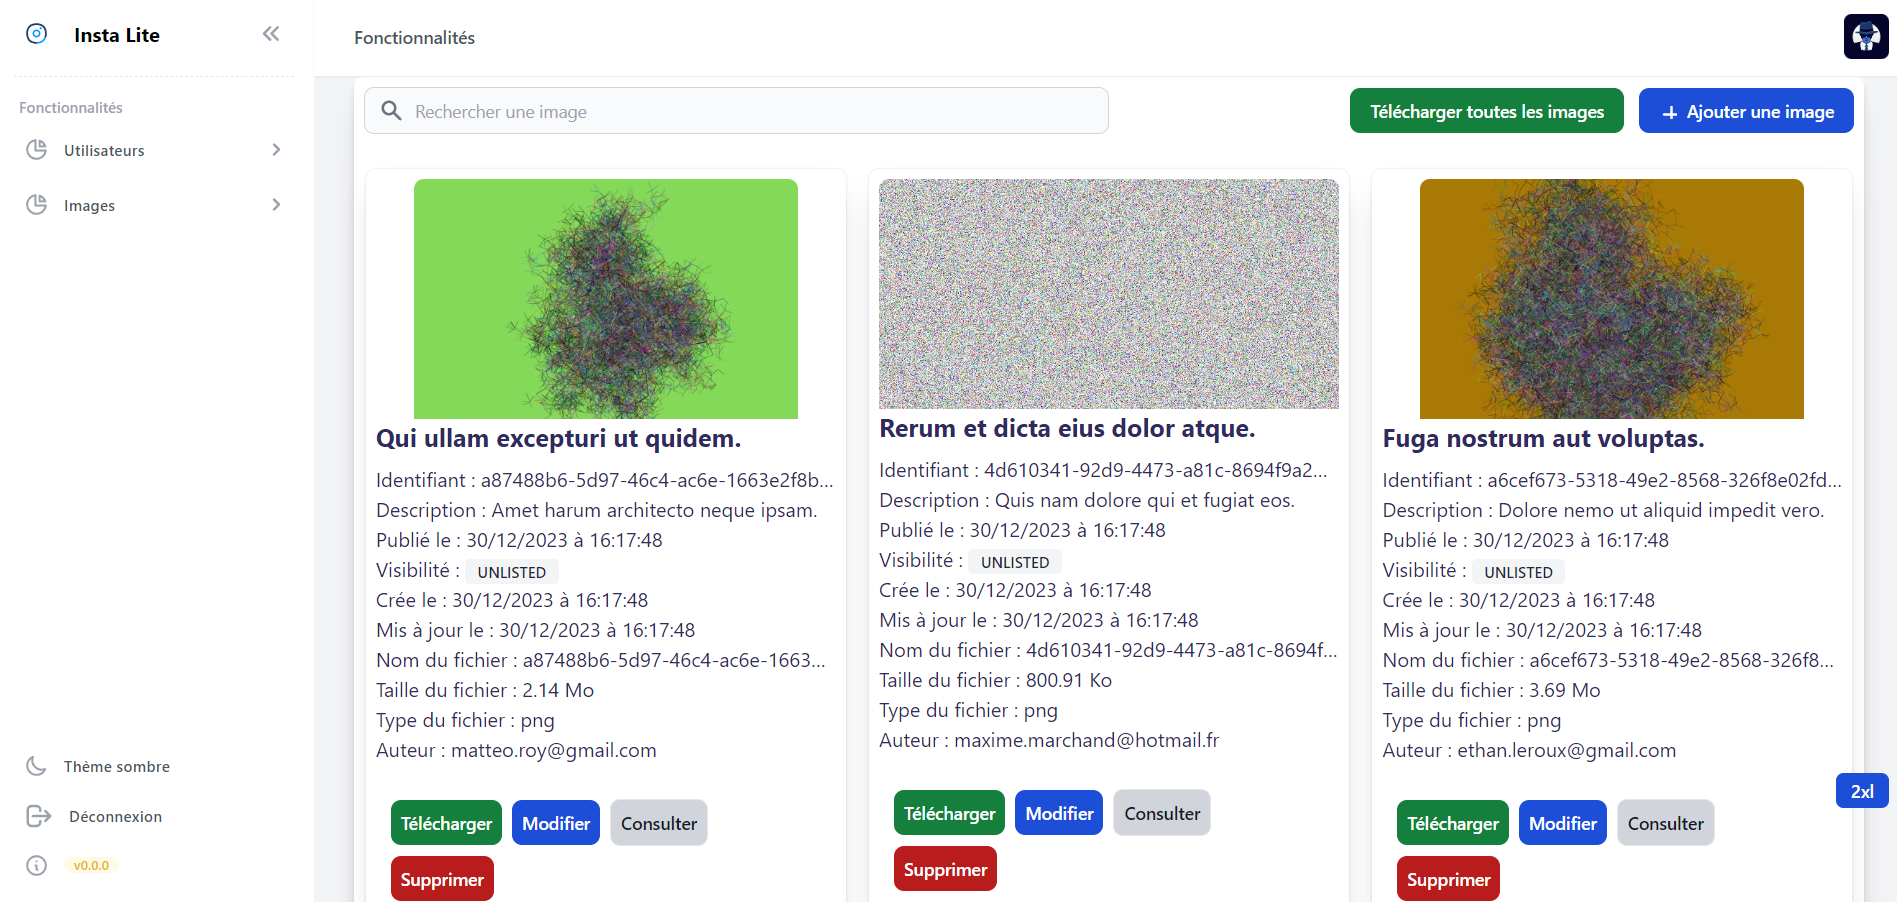 Insta Lite
Fonctionnalités
Utilisateurs
Images
Thème sombre
Déconnexion
v0.0.0
Fonctionnalités
Rechercher une image
Télécharger toutes les images
+ Ajouter une image
Qui ullam excepturi ut quidem.
Identifiant : a87488b6-5d97-46c4-ac6e-1663e2f8b...
Description : Amet harum architecto neque ipsam.
Publié le : 30/12/2023 à 16:17:48
Visibilité : UNLISTED
Crée le : 30/12/2023 à 16:17:48
Mis à jour le : 30/12/2023 à 16:17:48
Nom du fichier : a87488b6-5d97-46c4-ac6e-1663...
Taille du fichier : 2.14 Mo
Type du fichier : png
Auteur : matteo.roy@gmail.com
Télécharger
Modifier
Consulter
Supprimer
Rerum et dicta eius dolor atque.
Identifiant : 4d610341-92d9-4473-a81c-8694f9a2...
Description : Quis nam dolore qui et fugiat eos.
Publié le : 30/12/2023 à 16:17:48
Visibilité : UNLISTED
Crée le : 30/12/2023 à 16:17:48
Mis à jour le : 30/12/2023 à 16:17:48
Nom du fichier : 4d610341-92d9-4473-a81c-8694f...
Taille du fichier : 800.91 Ko
Type du fichier : png
Auteur : maxime.marchand@hotmail.fr
Télécharger
Modifier
Consulter
Supprimer
Fuga nostrum aut voluptas.
Identifiant : a6cef673-5318-49e2-8568-326f8e02fd...
Description : Dolore nemo ut aliquid impedit vero.
Publié le : 30/12/2023 à 16:17:48
Visibilité : UNLISTED
Crée le : 30/12/2023 à 16:17:48
Mis à jour le : 30/12/2023 à 16:17:48
Nom du fichier : a6cef673-5318-49e2-8568-326f8...
Taille du fichier : 3.69 Mo
Type du fichier : png
Auteur : ethan.leroux@gmail.com
Télécharger
Modifier
Consulter
Supprimer
2xl